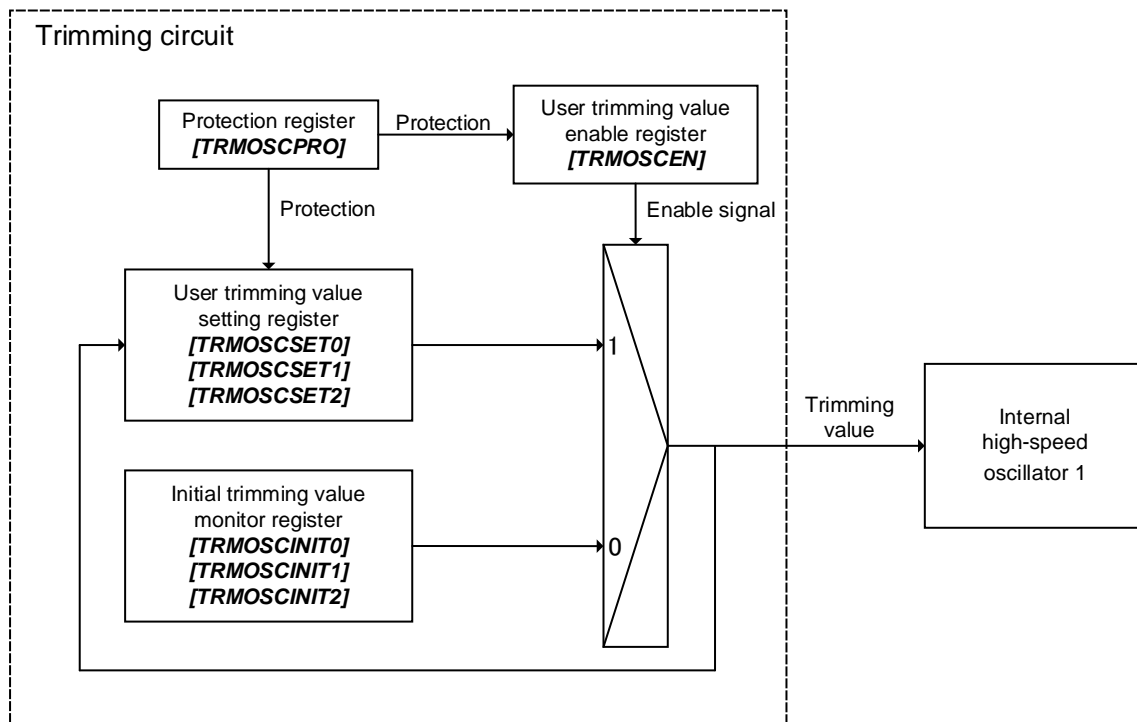 Trimming circuit
Protection register
[TRMOSCPRO]
Protection
User trimming value
enable register
[TRMOSCEN]
Protection
Enable signal
User trimming value
setting register
[TRMOSCSET0]
[TRMOSCSET1]
[TRMOSCSET2]
1
Trimming
value
Internal
high-speed
oscillator 1
Initial trimming value
monitor register
[TRMOSCINIT0]
[TRMOSCINIT1]
[TRMOSCINIT2]
0